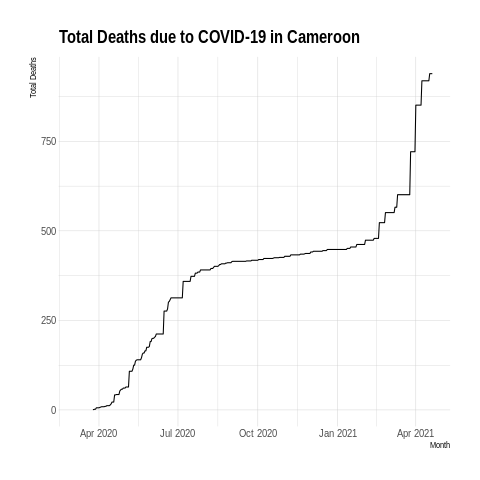 Total Deaths due to COVID-19 in Cameroon
Total Deaths
750
500
250
0
Apr 2020 Jul 2020 Oct 2020 Jan 2021 Apr 2021
Month